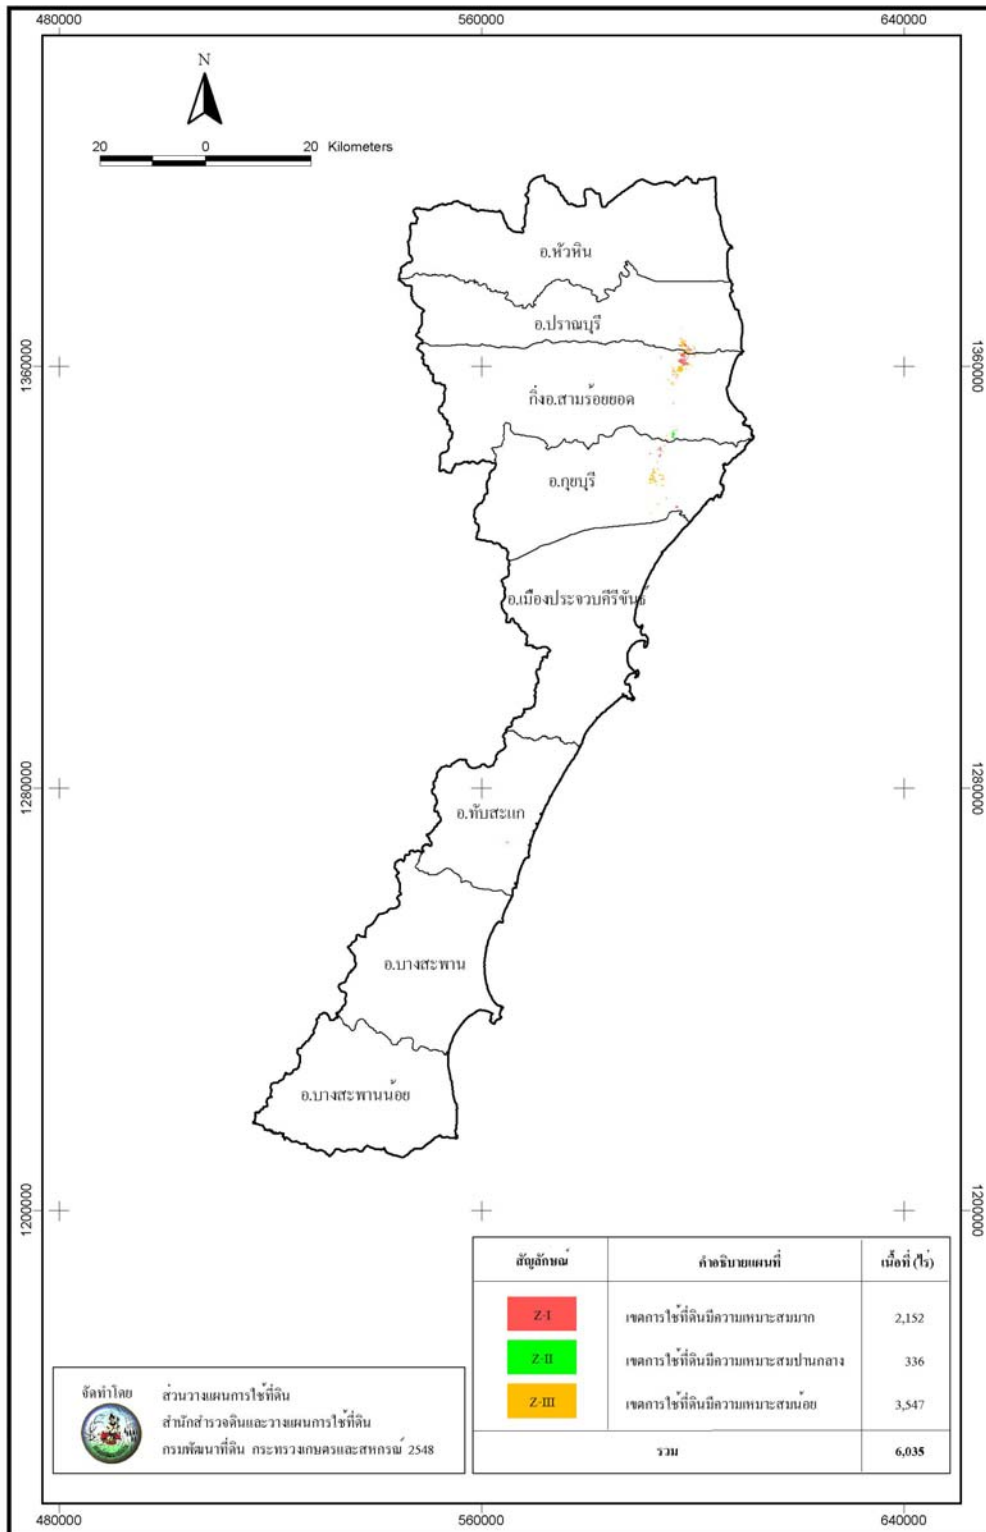 480000 560000 640000
N
20 0 20 Kilometers
อ.หัวหิน
อ.ปราณบุรี
1360000 1360000
กิ่งอ.สามร้อยยอด
อ.กุยบุรี
อ.เมืองประจวบคีรีขันธ์
1280000 1280000
อ.ทับสะแก
อ.บางสะพาน
อ.บางสะพานน้อย
1200000 1200000
สัญลักษณ์ คำอธิบายแผนที่ เนื้อที่ (ไร่)
Z-I เขตการใช้ที่ดินมีความเหมาะสมมาก 2,152
Z-II เขตการใช้ที่ดินมีความเหมาะสมปานกลาง 336
Z-III เขตการใช้ที่ดินมีความเหมาะสมน้อย 3,547
รวม 6,035
จัดทำโดย ส่วนวางแผนการใช้ที่ดิน
สำนักสำรวจดินและวางแผนการใช้ที่ดิน
กรมพัฒนาที่ดิน กระทรวงเกษตรและสหกรณ์ 2548
480000 560000 640000